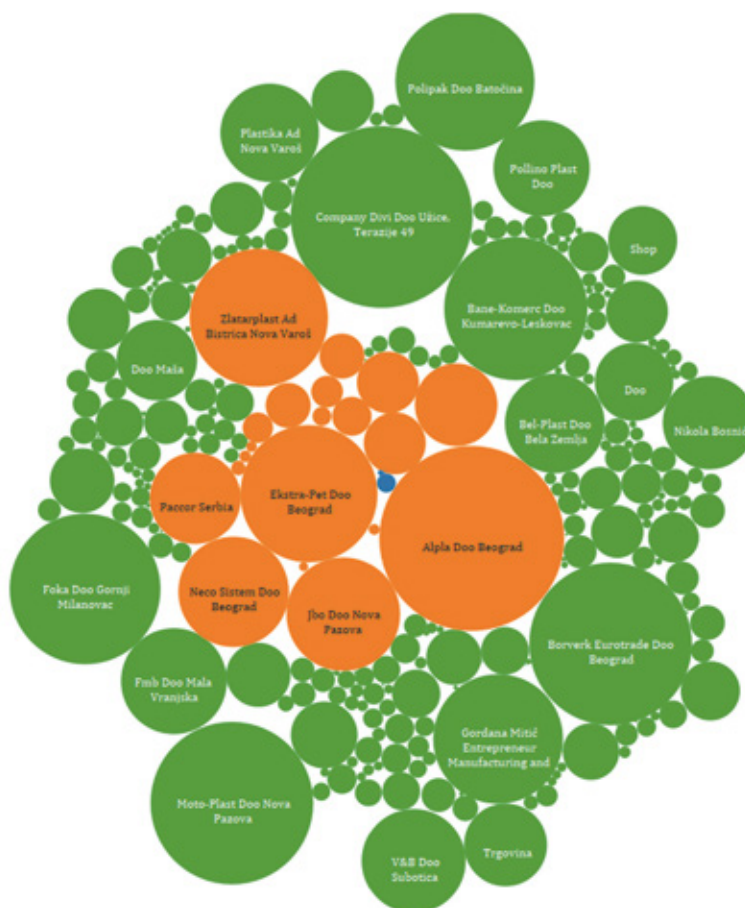 Polipak Doo Batočina
Plastika Ad
Nova Varoš
Pollino Plast
Doo
Company Divi Doo Užice,
Terazije 49
Shop
Bane-Komerc Doo
Kumarevo-Leskovac
Zlatarplast Ad
Bistrica Nova Varoš
Doo Maša
Doo
Bel-Plast Doo
Bela Zemlja
Nikola Bosnić
Ekstra-Pet Doo
Beograd
Paccor Serbia
Alpla Doo Beograd
Foka Doo Gornji
Milanovac
Neco Sistem Doo
Beograd
Jbo Doo Nova
Pazova
Borverk Eurotrade Doo
Beograd
Fmb Doo Mala
Vranjska
Gordana Mitić
Entrepreneur
Manufacturing and
Moto-Plast Doo Nova
Pazova
V&B Doo
Subotica
Trgovina